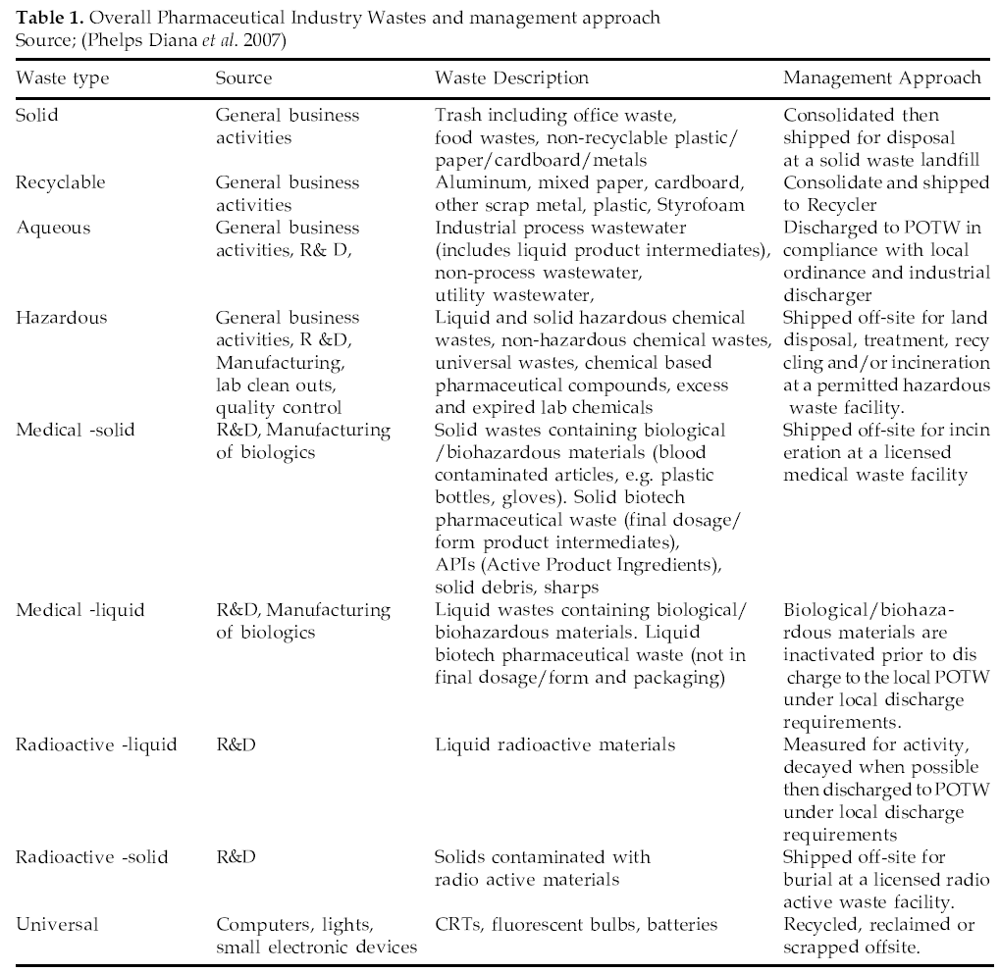 Table 1. Overall Pharmaceutical Industry Wastes and management approach
Source; (Phelps Diana et al. 2007)
Waste type Source Waste Description Management Approach
Solid General business Trash including office waste, Consolidated then
activities food wastes, non-recyclable plastic/ shipped for disposal
paper/cardboard/metals at a solid waste landfill
Recyclable General business Aluminum, mixed paper, cardboard, Consolidate and shipped
activities other scrap metal, plastic, Styrofoam to Recycler
Aqueous General business Industrial process wastewater Discharged to POTW in
activities, R& D, (includes liquid product intermediates), compliance with local
non-process wastewater, ordinance and industrial
utility wastewater, discharger
Hazardous General business Liquid and solid hazardous chemical Shipped off-site for land
activities, R &D, wastes, non-hazardous chemical wastes, disposal, treatment, recy
Manufacturing, universal wastes, chemical based cling and/or incineration
lab clean outs, pharmaceutical compounds, excess at a permitted hazardous
quality control and expired lab chemicals waste facility.
Medical -solid R&D, Manufacturing Solid wastes containing biological Shipped off-site for incin
of biologics /biohazardous materials (blood eration at a licensed
contaminated articles, e.g. plastic medical waste facility
bottles, gloves). Solid biotech
pharmaceutical waste (final dosage/
form product intermediates),
APIs (Active Product Ingredients),
solid debris, sharps
Medical -liquid R&D, Manufacturing Liquid wastes containing biological/ Biological/biohaza-
of biologics biohazardous materials. Liquid rdous materials are
biotech pharmaceutical waste (not in inactivated prior to dis
final dosage/form and packaging) charge to the local POTW
under local discharge
requirements.
Radioactive -liquid R&D Liquid radioactive materials Measured for activity,
decayed when possible
then discharged to POTW
under local discharge
requirements
Radioactive -solid R&D Solids contaminated with Shipped off-site for
radio active materials burial at a licensed radio
active waste facility.
Universal Computers, lights, CRTs, fluorescent bulbs, batteries Recycled, reclaimed or
small electronic devices scrapped offsite.